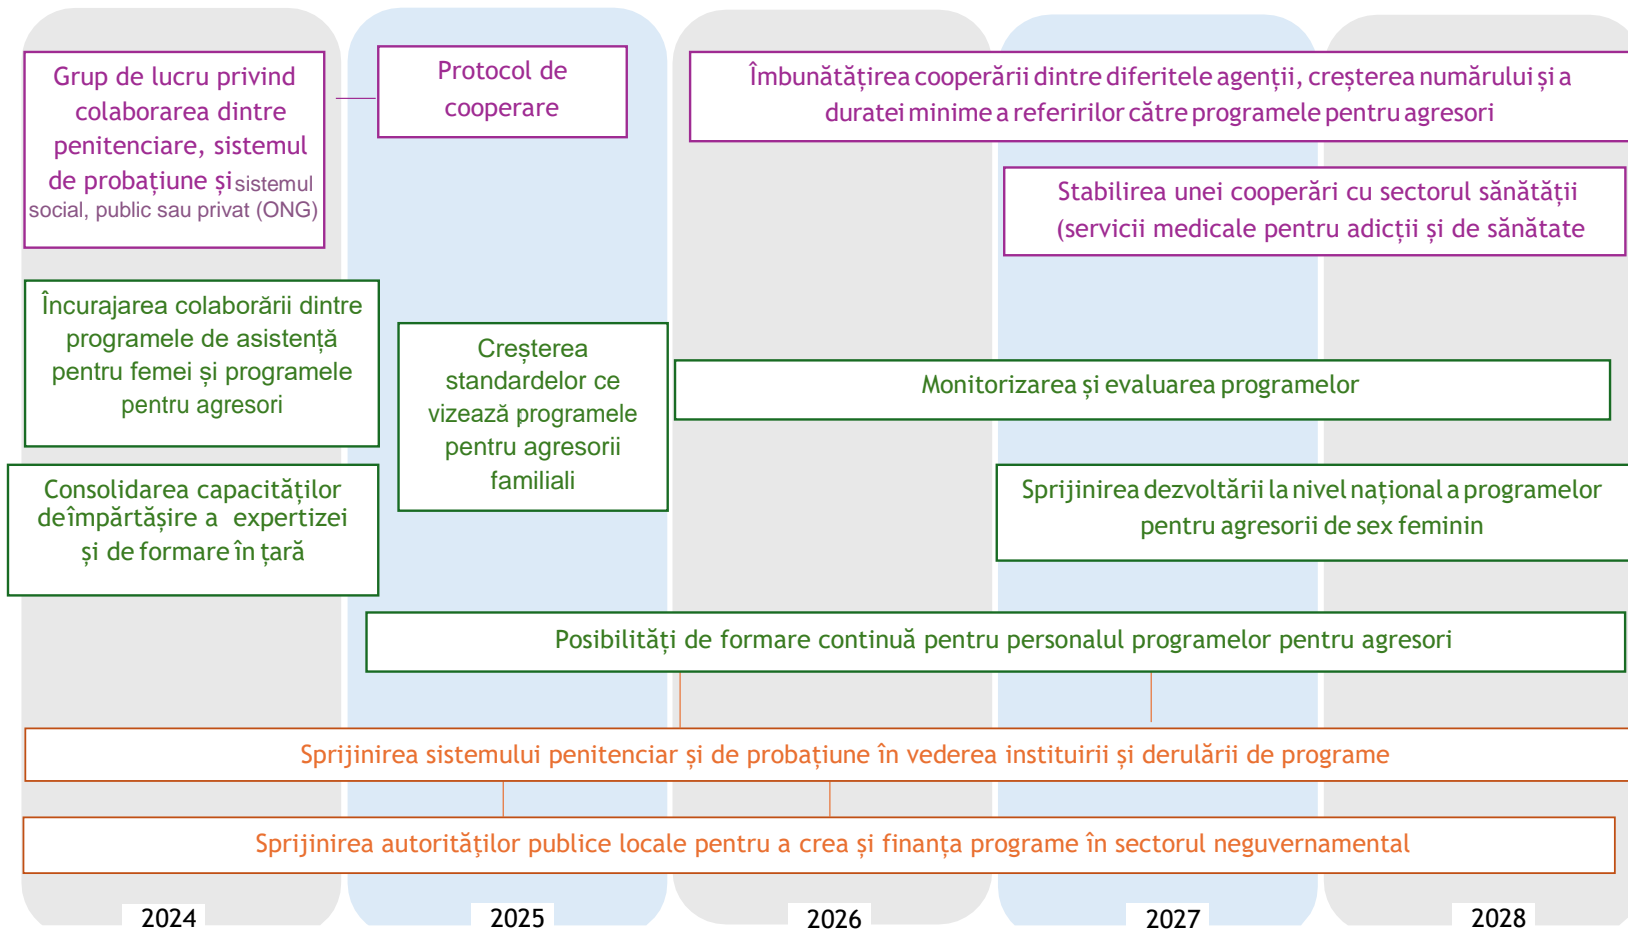 Grup de lucru privind
colaborarea dintre
penitenciare, sistemul
de probațiune și sistemul
social, public sau privat (ONG)
Protocol de
cooperare
Îmbunătățirea cooperării dintre diferitele agenții, creșterea numărului și a
duratei minime a referirilor către programele pentru agresori
Stabilirea unei cooperări cu sectorul sănătății
(servicii medicale pentru adicții și de sănătate
Încurajarea colaborării dintre
programele de asistență
pentru femei și programele
pentru agresori
Creșterea
standardelor ce
vizează programele
pentru agresorii
familiali
Monitorizarea și evaluarea programelor
Consolidarea capacităților
de împărtășire a expertizei
și de formare în țară
Sprijinirea dezvoltării la nivel național a programelor
pentru agresorii de sex feminin
Posibilități de formare continuă pentru personalul programelor pentru agresori
Sprijinirea sistemului penitenciar și de probațiune în vederea instituirii și derulării de programe
Sprijinirea autorităţilor publice locale pentru a crea și finanța programe în sectorul neguvernamental
2024
2025
2026
2027
2028